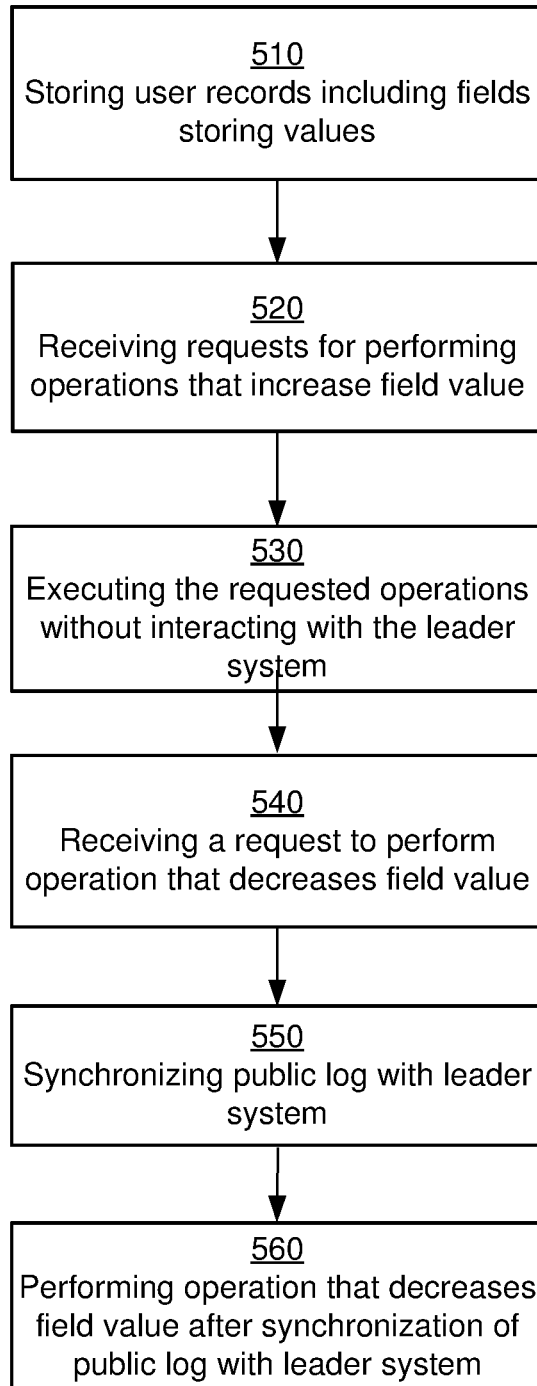 510
Storing user records including fields
storing values
520
Receiving requests for performing
operations that increase field value
530
Executing the requested operations
without interacting with the leader
system
540
Receiving a request to perform
operation that decreases field value
550
Synchronizing public log with leader
system
560
Performing operation that decreases
field value after synchronization of
public log with leader system